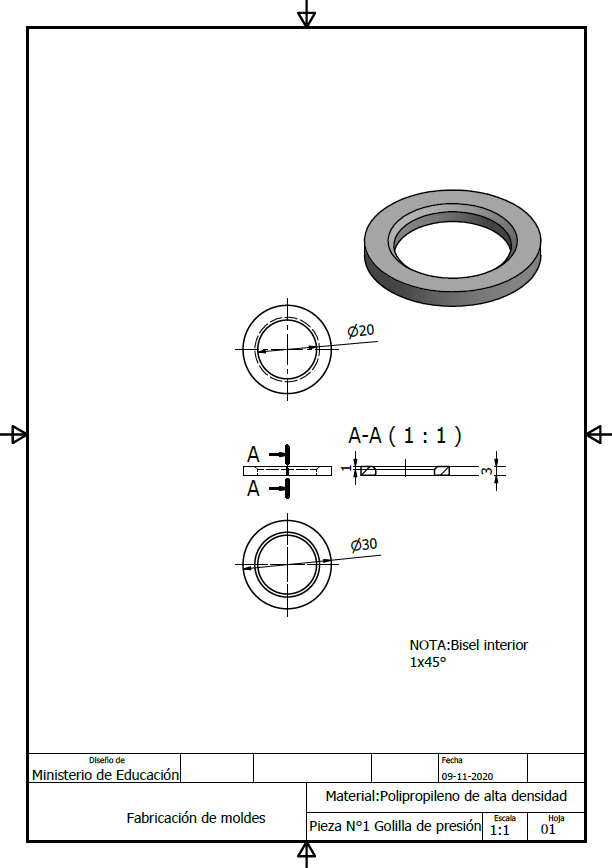 Ø20
A-A ( 1 : 1 )
A
1
3
A
Ø30
NOTA:Bisel interior
1x45°
Diseño de
Ministerio de Educación
Fecha
09-11-2020
Material:Polipropileno de alta densidad
Fabricación de moldes
Pieza N°1 Golilla de presión
Escala
1:1
Hoja
01